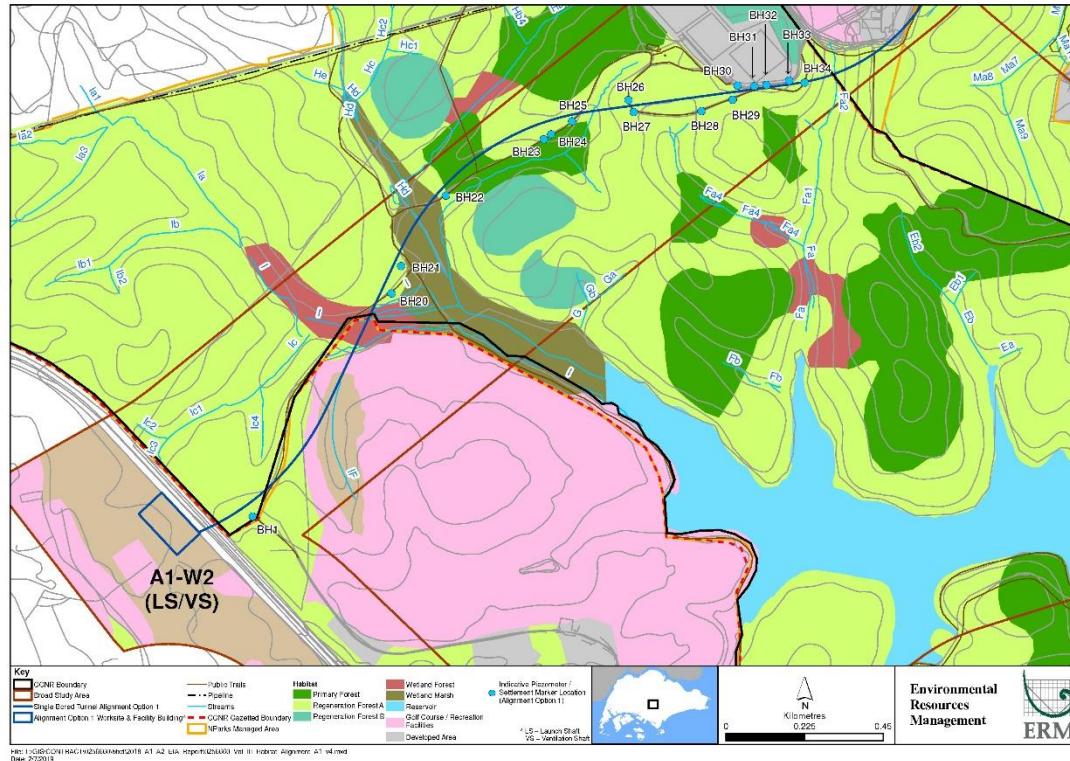 Hb4
Hc2
Hc1
Hc
He
Hd
Hd
Hd
BH32
BH31
BH33
BH30
BH34
BH26
BH25
BH27
BH28
BH29
BH24
BH23
BH22
BH21
BH20
BH1
Fa2
Ma8
Ma7
Ma9
Ia1
Ia2
Ia3
Ia
Ib
Ib1
Ib2
I
I
I
I
Ic
Ic1
Ic2
Ic3
Ic4
IF
Fa4
Fa4
Fa4
Fa1
Fa
Fa
Fb
Fb
Eb2
Eb1
Eb
Ea
Ga
Gb
G
A1-W2
(LS/VS)
Key
CCNR Boundary
Broad Study Area
Single Bored Tunnel Alignment Option 1
Alignment Option 1 Worksite & Facility Building*
Public Trails
Pipeline
Streams
CCNR Gazetted Boundary
NParks Managed Area
Habitat
Primary Forest
Regeneration Forest A
Regeneration Forest B
Wetland Forest
Wetland Marsh
Reservoir
Golf Course / Recreation
Facilities
Developed Area
Indicative Piezometer /
Settlement Marker Location
(Alignment Option 1)
* LS – Launch Shaft
VS – Ventilation Shaft
N
Kilometres
0 0.225 0.45
Environmental
Resources
Management
ERM
Date: 2/7/2019